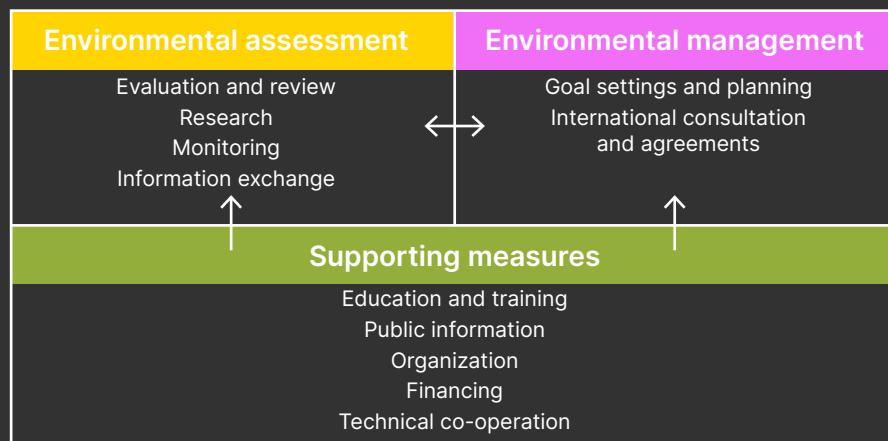 Environmental assessment
Evaluation and review
Research
Monitoring
Information exchange
Environmental management
Goal settings and planning
International consultation
and agreements
Supporting measures
Education and training
Public information
Organization
Financing
Technical co-operation